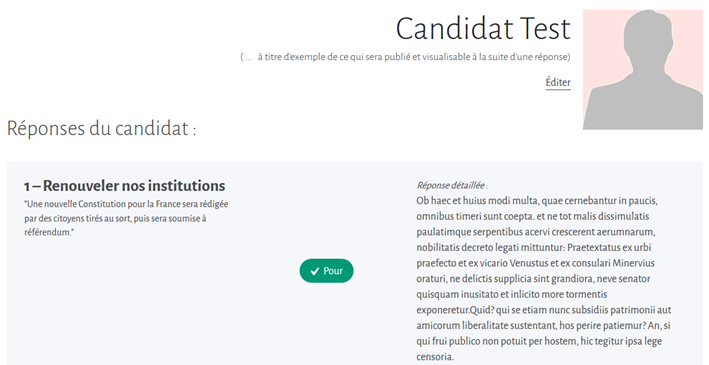 Candidat Test
( ... à titre d'exemple de ce qui sera publié et visualisable à la suite d'une réponse)
Éditer
Réponses du candidat :
1 – Renouveler nos institutions
"Une nouvelle Constitution pour la France sera rédigée
par des citoyens tirés au sort, puis sera soumise à
référendum."
Pour
Réponse détaillée :
Ob haec et huius modi multa, quae cernebantur in paucis,
omnibus timeri sunt coepta. et ne tot malis dissimulatis
paulatimque serpentibus acervi crescerent aerumnarum,
nobilitatis decreto legati mittuntur: Praetextatus ex urbi
praefecto et ex vicario Venustus et ex consulari Minervius
oraturi, ne delictis supplicia sint grandiora, neve senator
quisquam inusitato et inlicito more tormentis
exponeretur.Quid? qui se etiam nunc subsidiis patrimonii aut
amicorum liberalitate sustentant, hos perire patiemur? An, si
qui frui publico non potuit per hostem, hic tegitur ipsa lege
censoria.